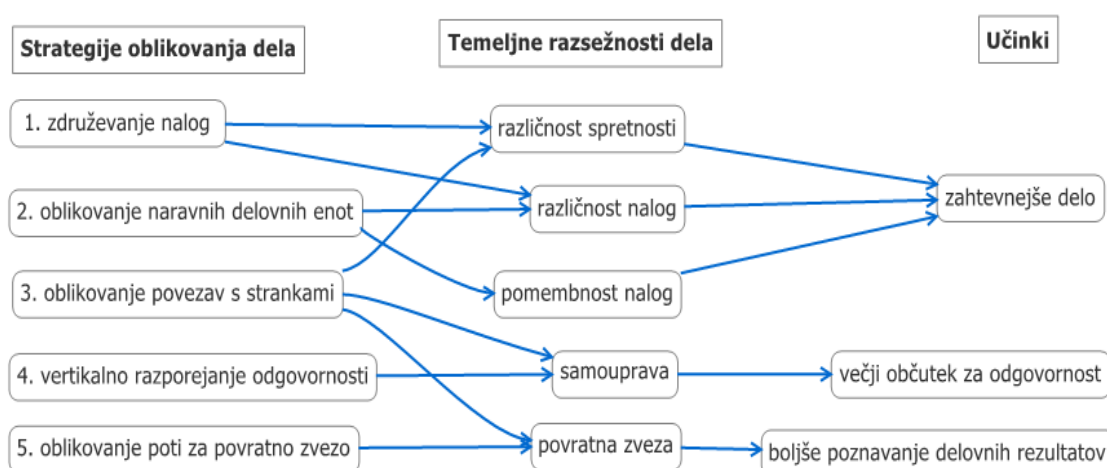 Strategije oblikovanja dela
Temeljne razsežnosti dela
Učinki
1. združevanje nalog
različnost spretnosti
2. oblikovanje naravnih delovnih enot
različnost nalog
zahtevnejše delo
3. oblikovanje povezav s strankami
pomembnost nalog
4. vertikalno razporejanje odgovornosti
samouprava
večji občutek za odgovornost
5. oblikovanje poti za povratno zvezo
povratna zveza
boljše poznavanje delovnih rezultatov